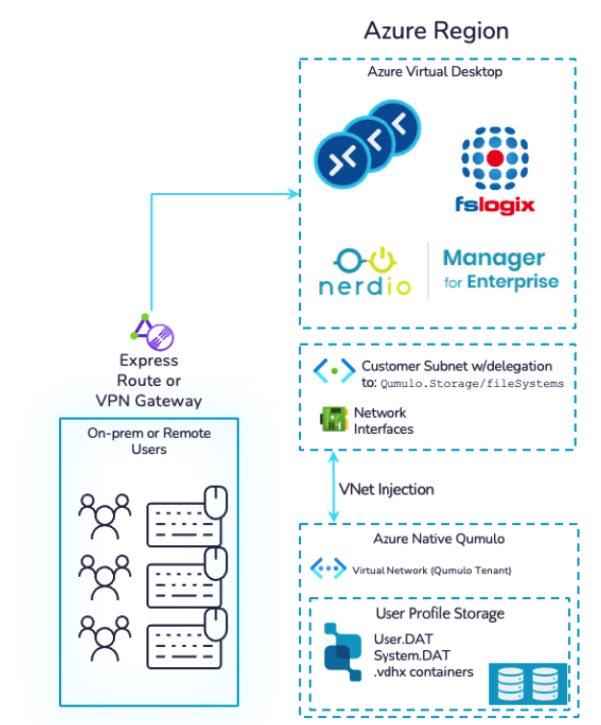 Azure Region
Azure Virtual Desktop
fslogix
nerdio
Manager
for Enterprise
Express
Route or
VPN Gateway
Customer Subnet w/delegation
to: Qumulo.Storage/fileSystems
Network
Interfaces
On-prem or Remote
Users
VNet Injection
Azure Native Qumulo
Virtual Network (Qumulo Tenant)
User Profile Storage
User.DAT
System.DAT
.vdhx containers